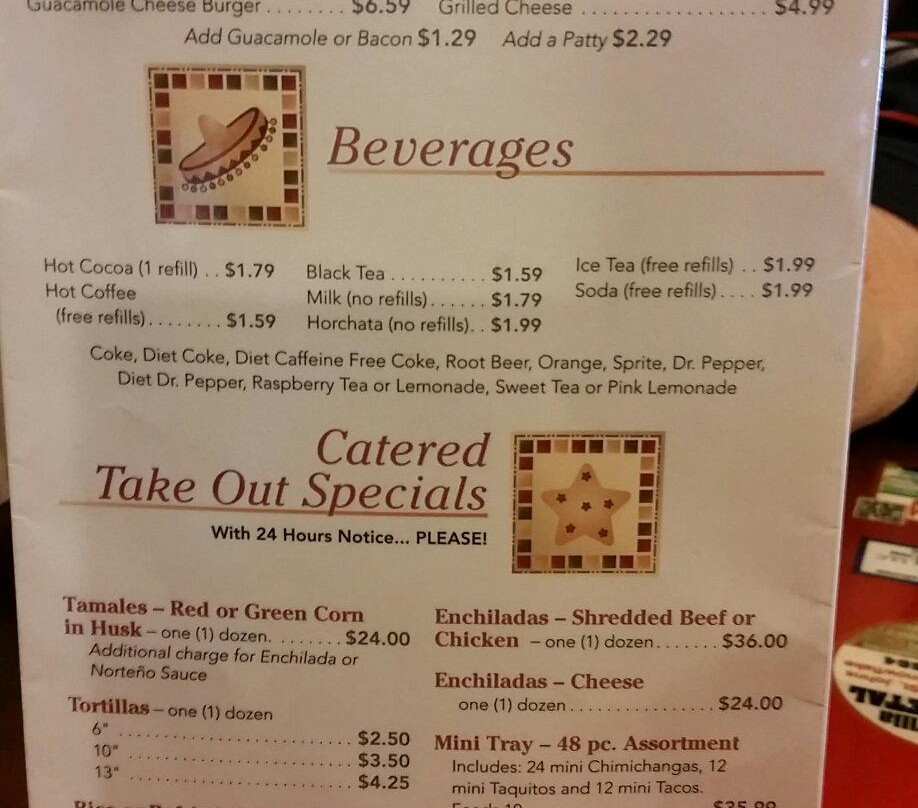 Guacamole Cheese Burger ........ $6.59 Grilled Cheese .................... $4.99
Add Guacamole or Bacon $1.29 Add a Patty $2.29
Beverages
Hot Cocoa (1 refill) .. $1.79
Hot Coffee
(free refills)........ $1.59
Black Tea .......... $1.59
Milk (no refills)...... $1.79
Horchata (no refills).. $1.99
Ice Tea (free refills) .. $1.99
Soda (free refills).... $1.99
Coke, Diet Coke, Diet Caffeine Free Coke, Root Beer, Orange, Sprite, Dr. Pepper,
Diet Dr. Pepper, Raspberry Tea or Lemonade, Sweet Tea or Pink Lemonade
Catered
Take Out Specials
With 24 Hours Notice... PLEASE!
Tamales – Red or Green Corn
in Husk – one (1) dozen. ....... $24.00
Additional charge for Enchilada or
Norteño Sauce
Tortillas – one (1) dozen
6" ........................... $2.50
10" .......................... $3.50
13" .......................... $4.25
Enchiladas – Shredded Beef or
Chicken – one (1) dozen....... $36.00
Enchiladas – Cheese
one (1) dozen ................ $24.00
Mini Tray – 48 pc. Assortment
Includes: 24 mini Chimichangas, 12
mini Taquitos and 12 mini Tacos.
$35.99